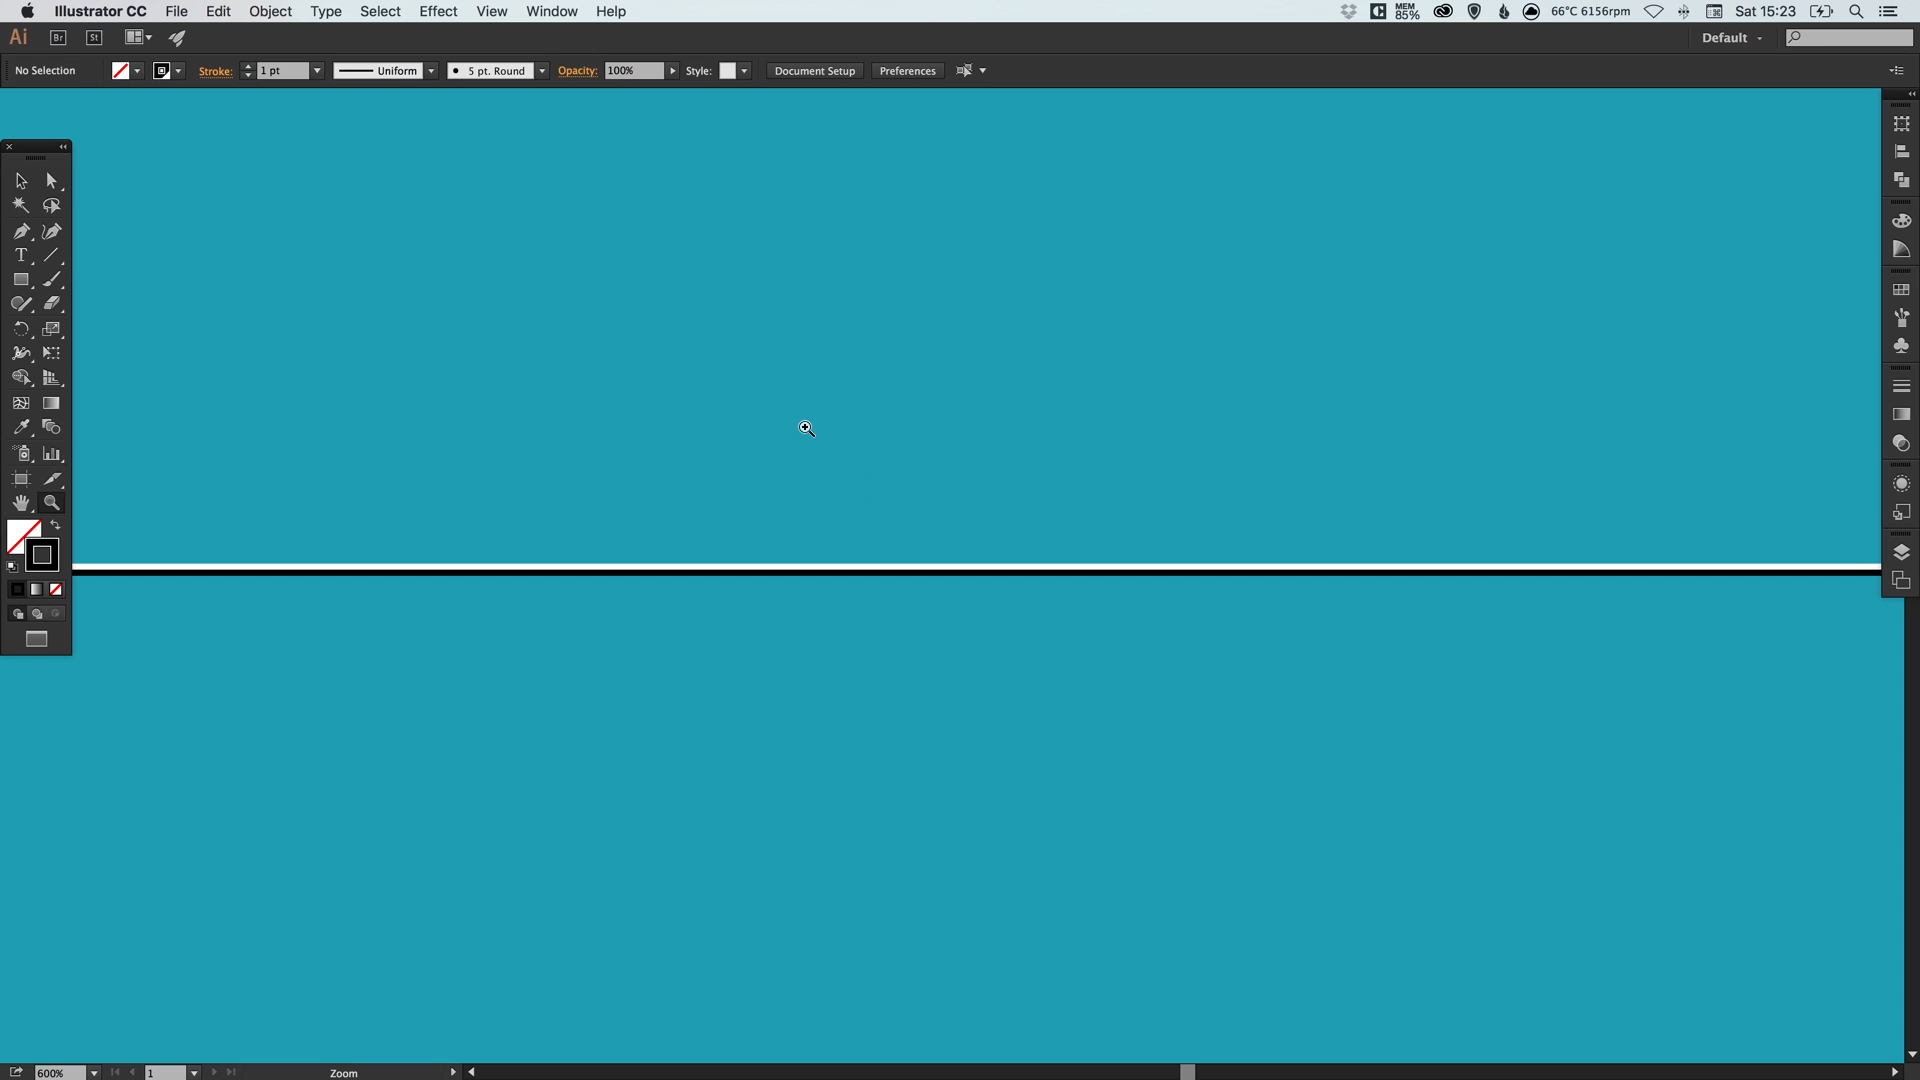 Illustrator CC File Edit Object Type Select Effect View Window Help MEM 85% 66°C 6156rpm Sat 15:23
Ai Br St Default
No Selection Stroke: 1 pt Uniform 5 pt. Round Opacity: 100% Style: Document Setup Preferences
T
600% 1 Zoom